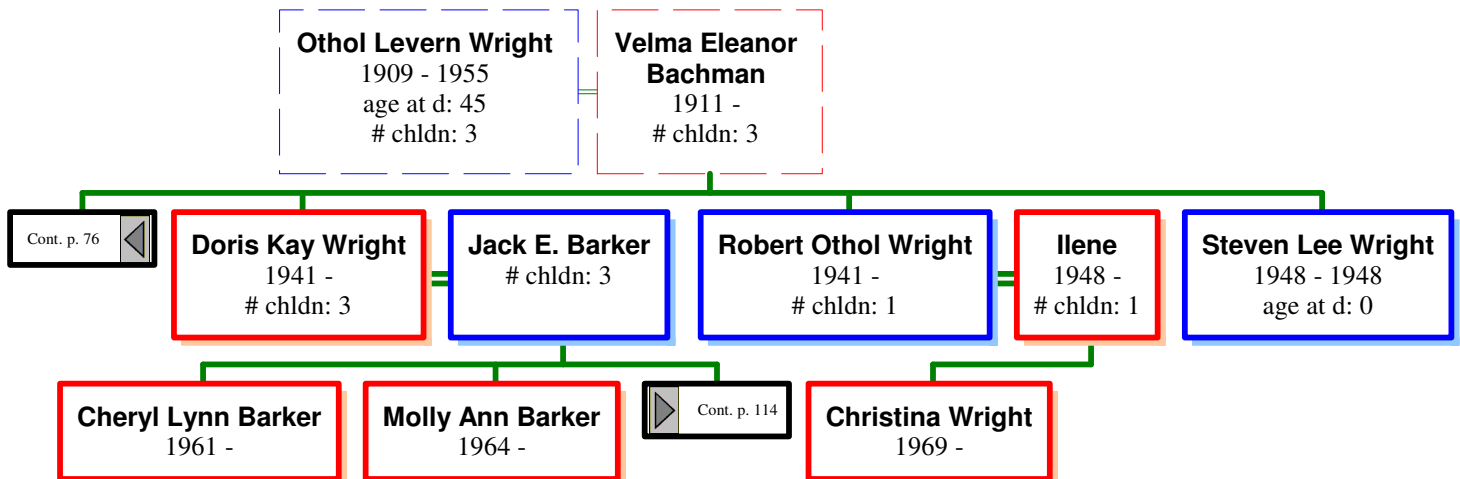 Othol Levern Wright
1909 - 1955
age at d: 45
# chldn: 3
Velma Eleanor
Bachman
1911 -
# chldn: 3
Cont. p. 76
Doris Kay Wright
1941 -
# chldn: 3
Jack E. Barker
# chldn: 3
Robert Othol Wright
1941 -
# chldn: 1
Ilene
1948 -
# chldn: 1
Steven Lee Wright
1948 - 1948
age at d: 0
Cheryl Lynn Barker
1961 -
Molly Ann Barker
1964 -
Cont. p. 114
Christina Wright
1969 -